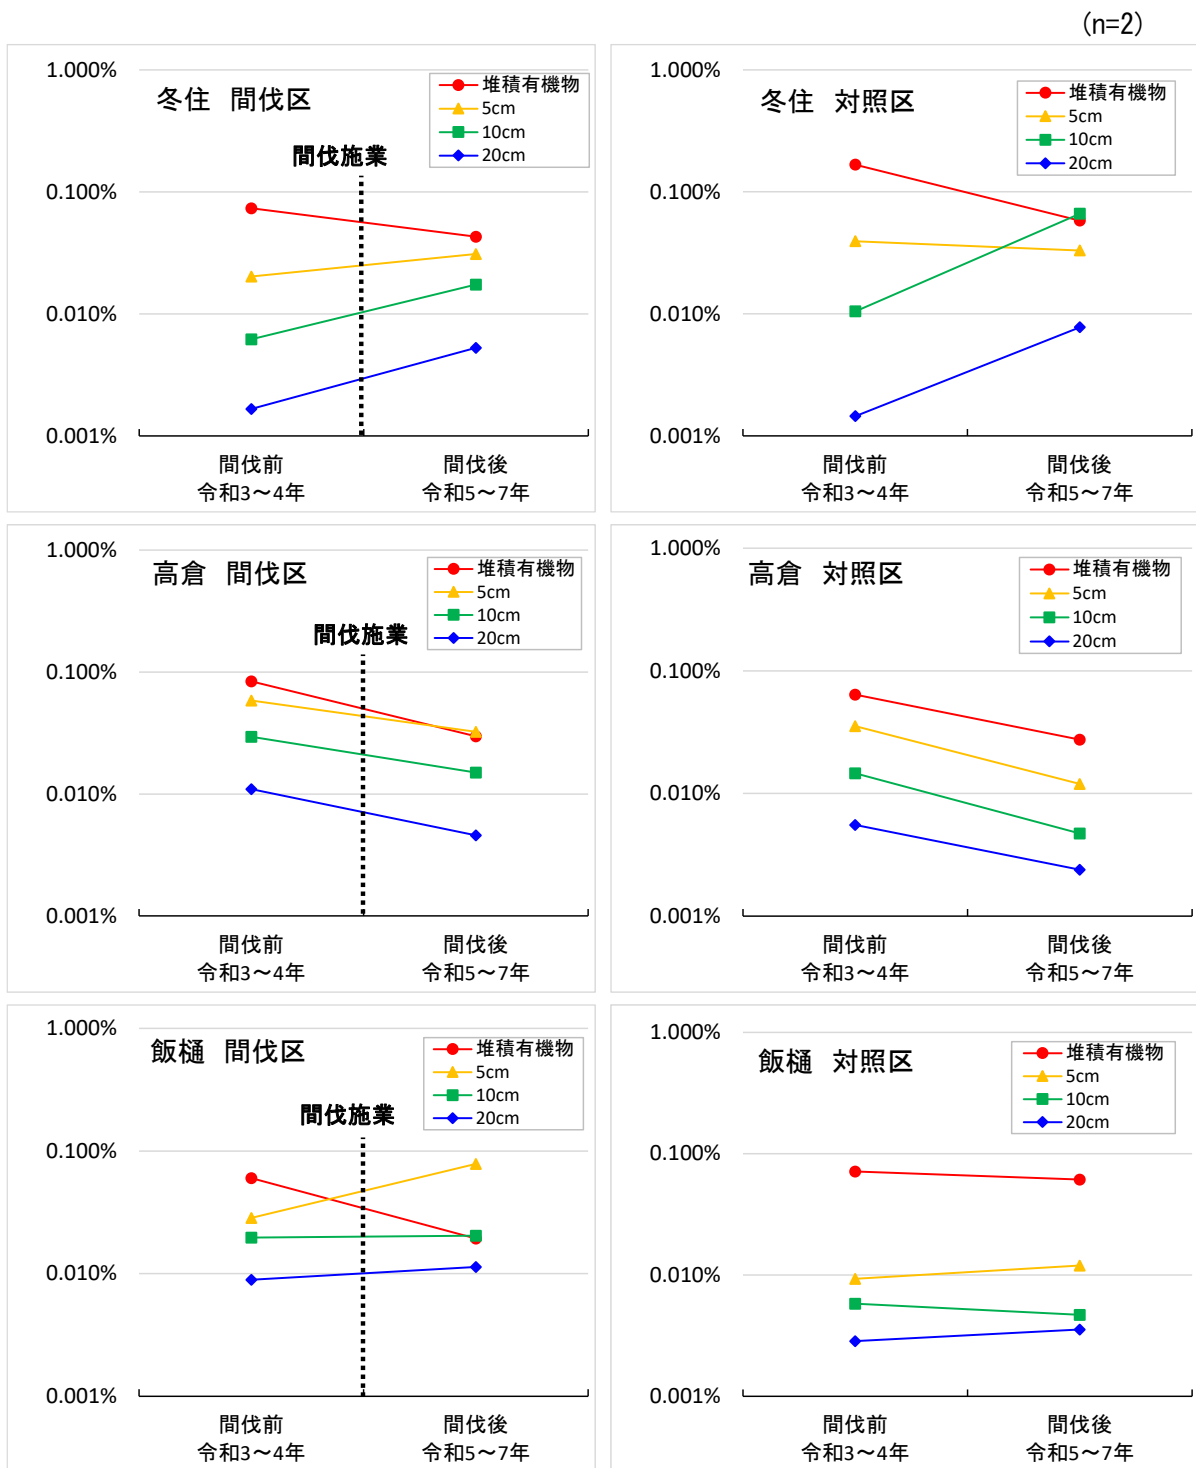 (n=2)
冬住 間伐区
堆積有機物
5cm
10cm
20cm
間伐施業
1.000%
0.100%
0.010%
0.001%
間伐前
令和3～4年
間伐後
令和5～7年
冬住 対照区
堆積有機物
5cm
10cm
20cm
1.000%
0.100%
0.010%
0.001%
間伐前
令和3～4年
間伐後
令和5～7年
高倉 間伐区
堆積有機物
5cm
10cm
20cm
間伐施業
1.000%
0.100%
0.010%
0.001%
間伐前
令和3～4年
間伐後
令和5～7年
高倉 対照区
堆積有機物
5cm
10cm
20cm
1.000%
0.100%
0.010%
0.001%
間伐前
令和3～4年
間伐後
令和5～7年
飯樋 間伐区
堆積有機物
5cm
10cm
20cm
間伐施業
1.000%
0.100%
0.010%
0.001%
間伐前
令和3～4年
間伐後
令和5～7年
飯樋 対照区
堆積有機物
5cm
10cm
20cm
1.000%
0.100%
0.010%
0.001%
間伐前
令和3～4年
間伐後
令和5～7年